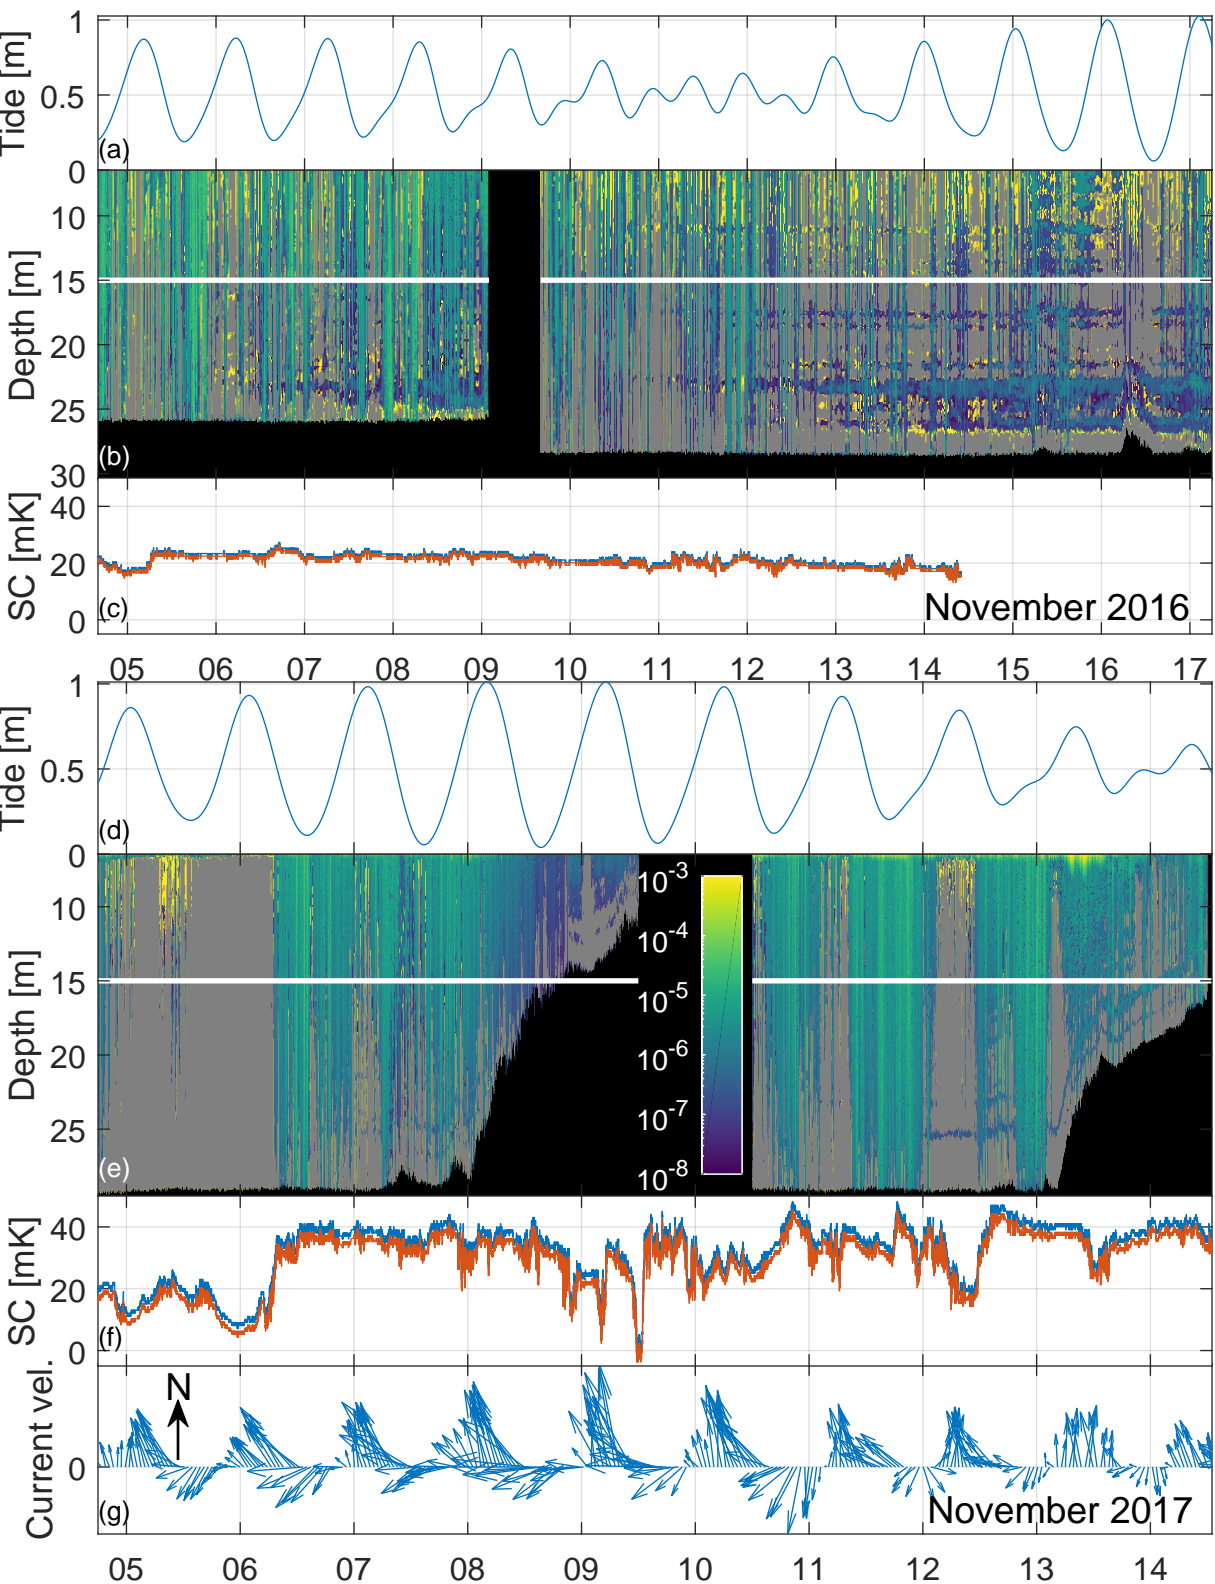 1
0.5
0
Tide [m]
(a)
10
15
20
25
30
Depth [m]
(b)
40
20
0
SC [mK]
(c)
November 2016
05 06 07 08 09 10 11 12 13 14 15 16 17
1
0.5
0
Tide [m]
(d)
10
15
20
25
Depth [m]
(e)
10-3
10-4
10-5
10-6
10-7
10-8
40
20
0
SC [mK]
(f)
N
0
Current vel.
(g)
November 2017
05 06 07 08 09 10 11 12 13 14